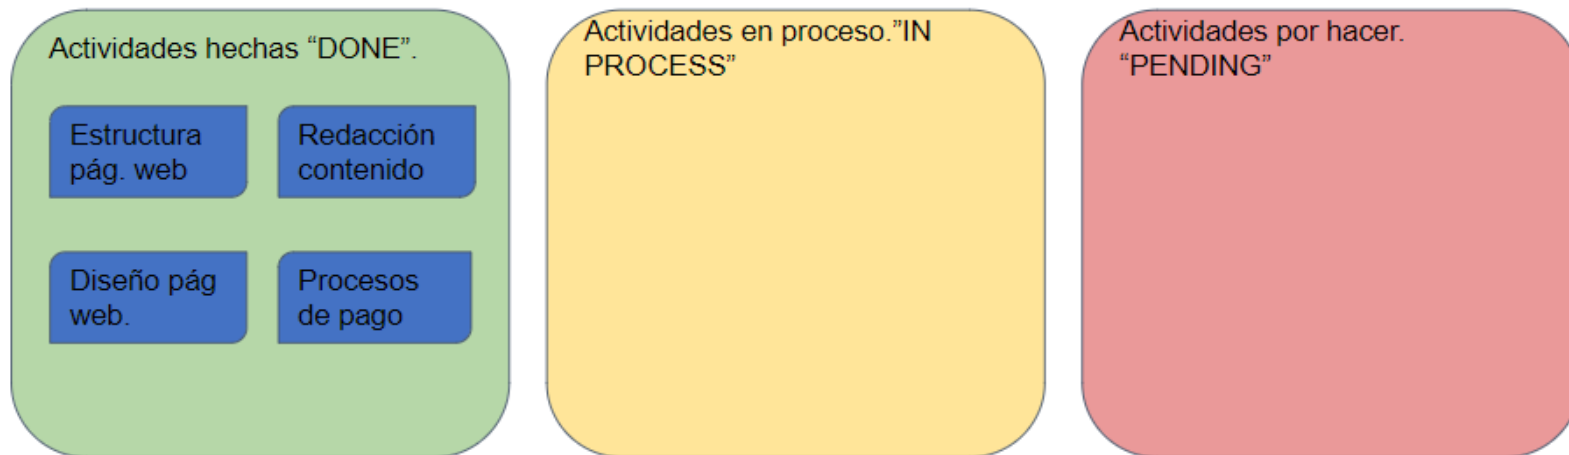 Actividades hechas “DONE”.
Estructura
pág. web
Redacción
contenido
Diseño pág
web.
Procesos
de pago
Actividades en proceso.”IN
PROCESS”
Actividades por hacer.
“PENDING”